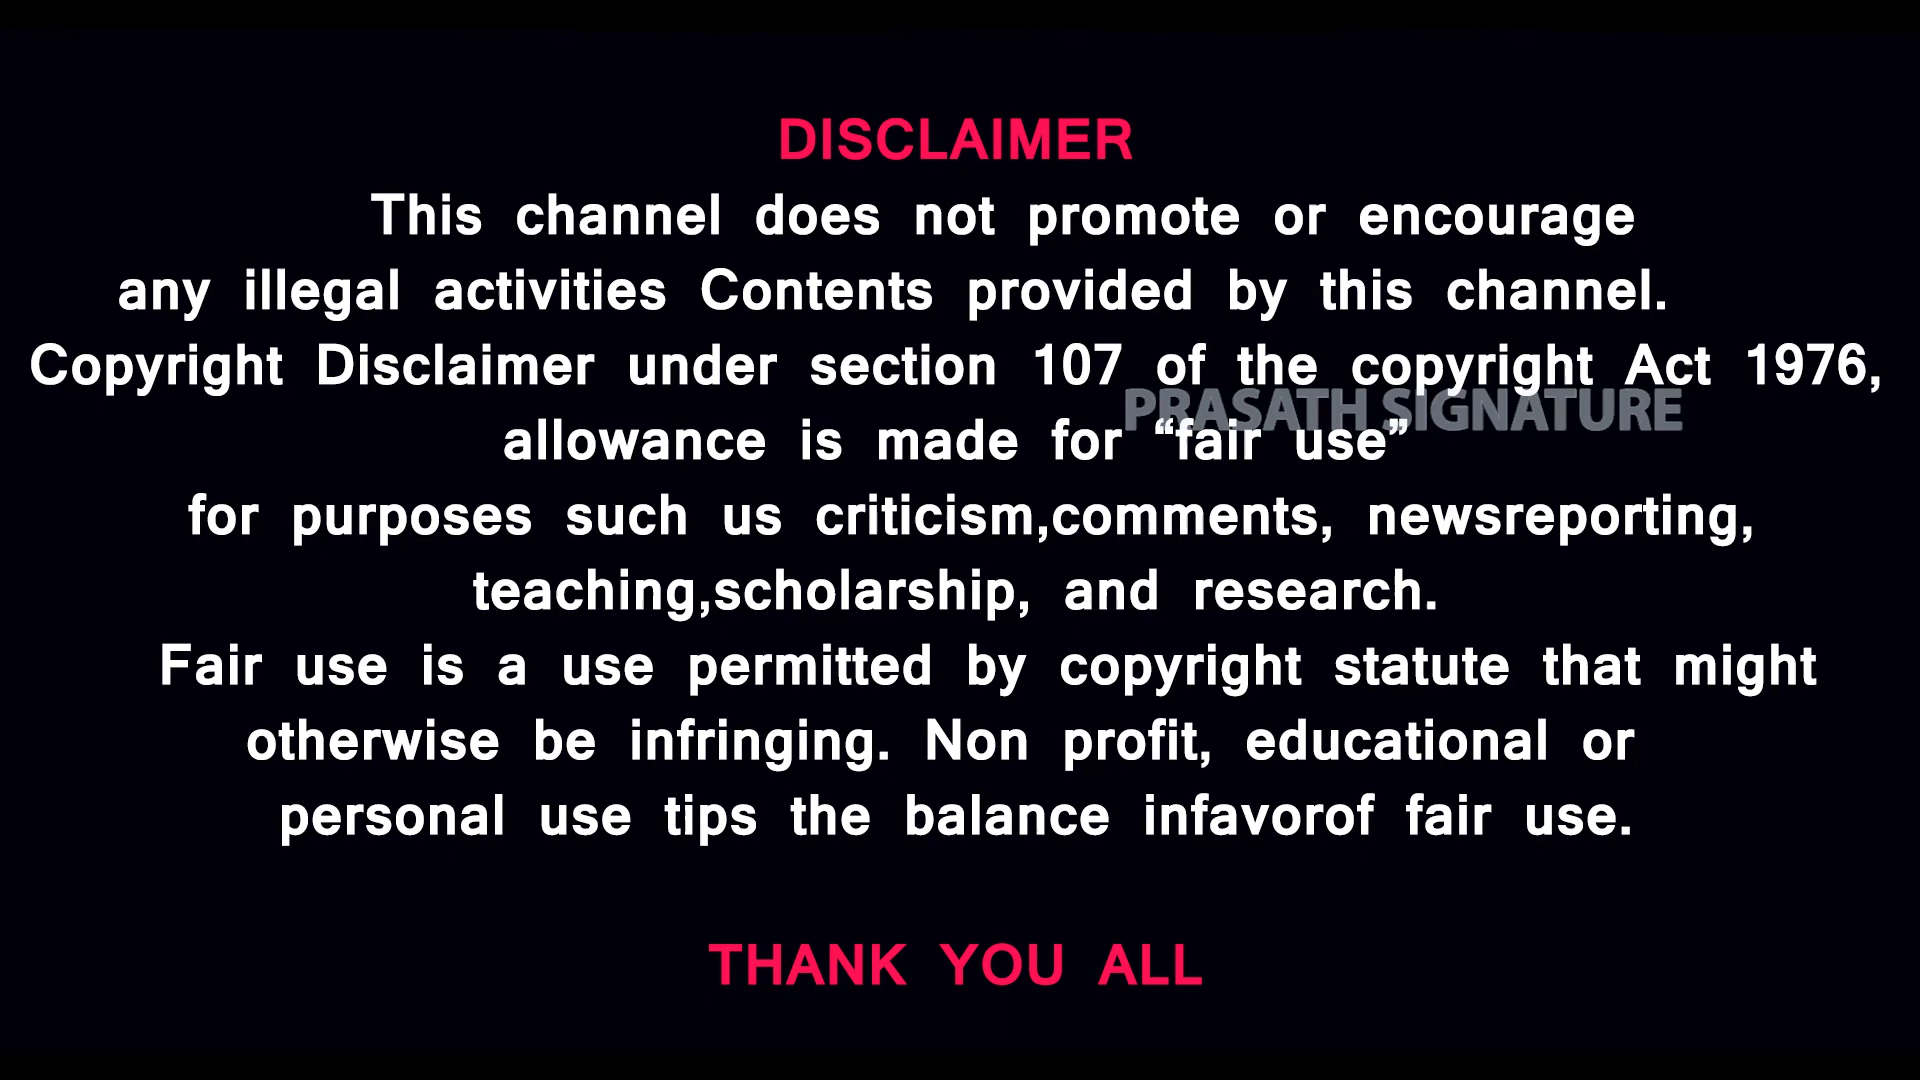 DISCLAIMER
This channel does not promote or encourage
any illegal activities Contents provided by this channel.
Copyright Disclaimer under section 107 of the copyright Act 1976,
PRASATH SIGNATURE
allowance is made for “fair use”
for purposes such us criticism,comments, newsreporting,
teaching,scholarship, and research.
Fair use is a use permitted by copyright statute that might
otherwise be infringing. Non profit, educational or
personal use tips the balance infavorof fair use.
THANK YOU ALL